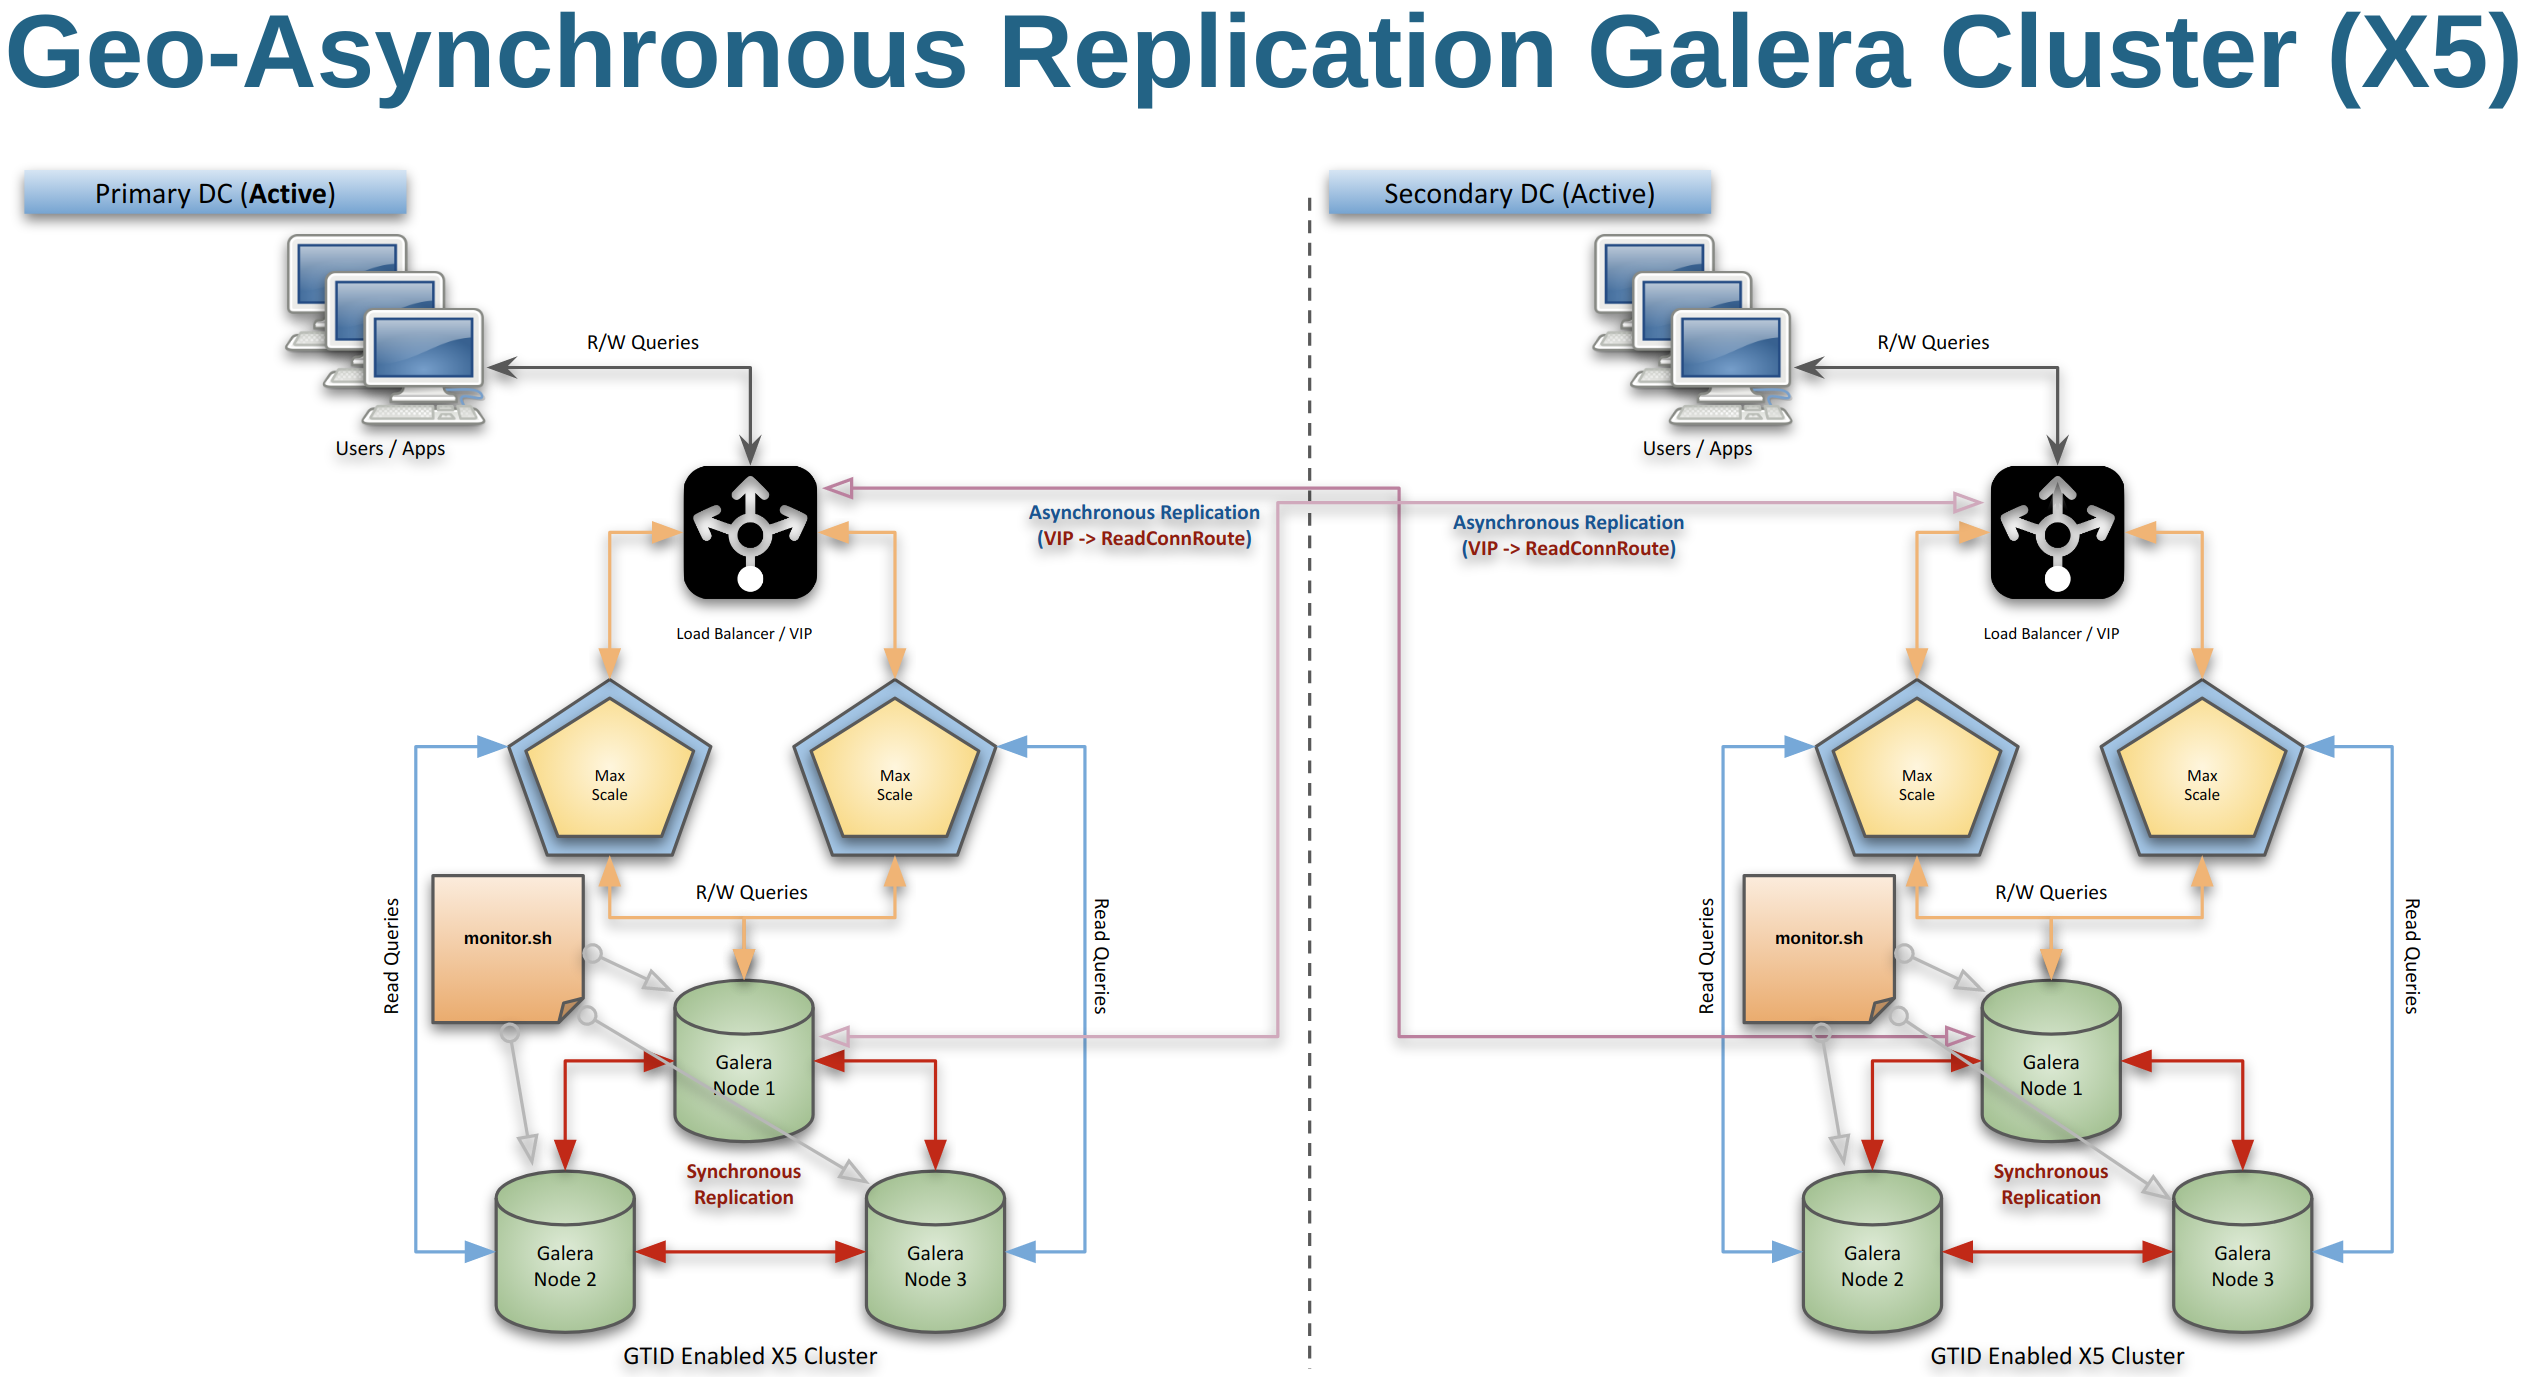 Geo-Asynchronous Replication Galera Cluster (X5)
Primary DC (Active)
Secondary DC (Active)
R/W Queries
R/W Queries
Users / Apps
Users / Apps
Asynchronous Replication
(VIP -> ReadConnRoute)
Asynchronous Replication
(VIP -> ReadConnRoute)
Load Balancer / VIP
Load Balancer / VIP
Max
Scale
Max
Scale
Max
Scale
Max
Scale
R/W Queries
R/W Queries
Read Queries
monitor.sh
Read Queries
Read Queries
monitor.sh
Read Queries
Galera
Node 1
Galera
Node 1
Synchronous
Replication
Synchronous
Replication
Galera
Node 2
Galera
Node 3
Galera
Node 2
Galera
Node 3
GTID Enabled X5 Cluster
GTID Enabled X5 Cluster